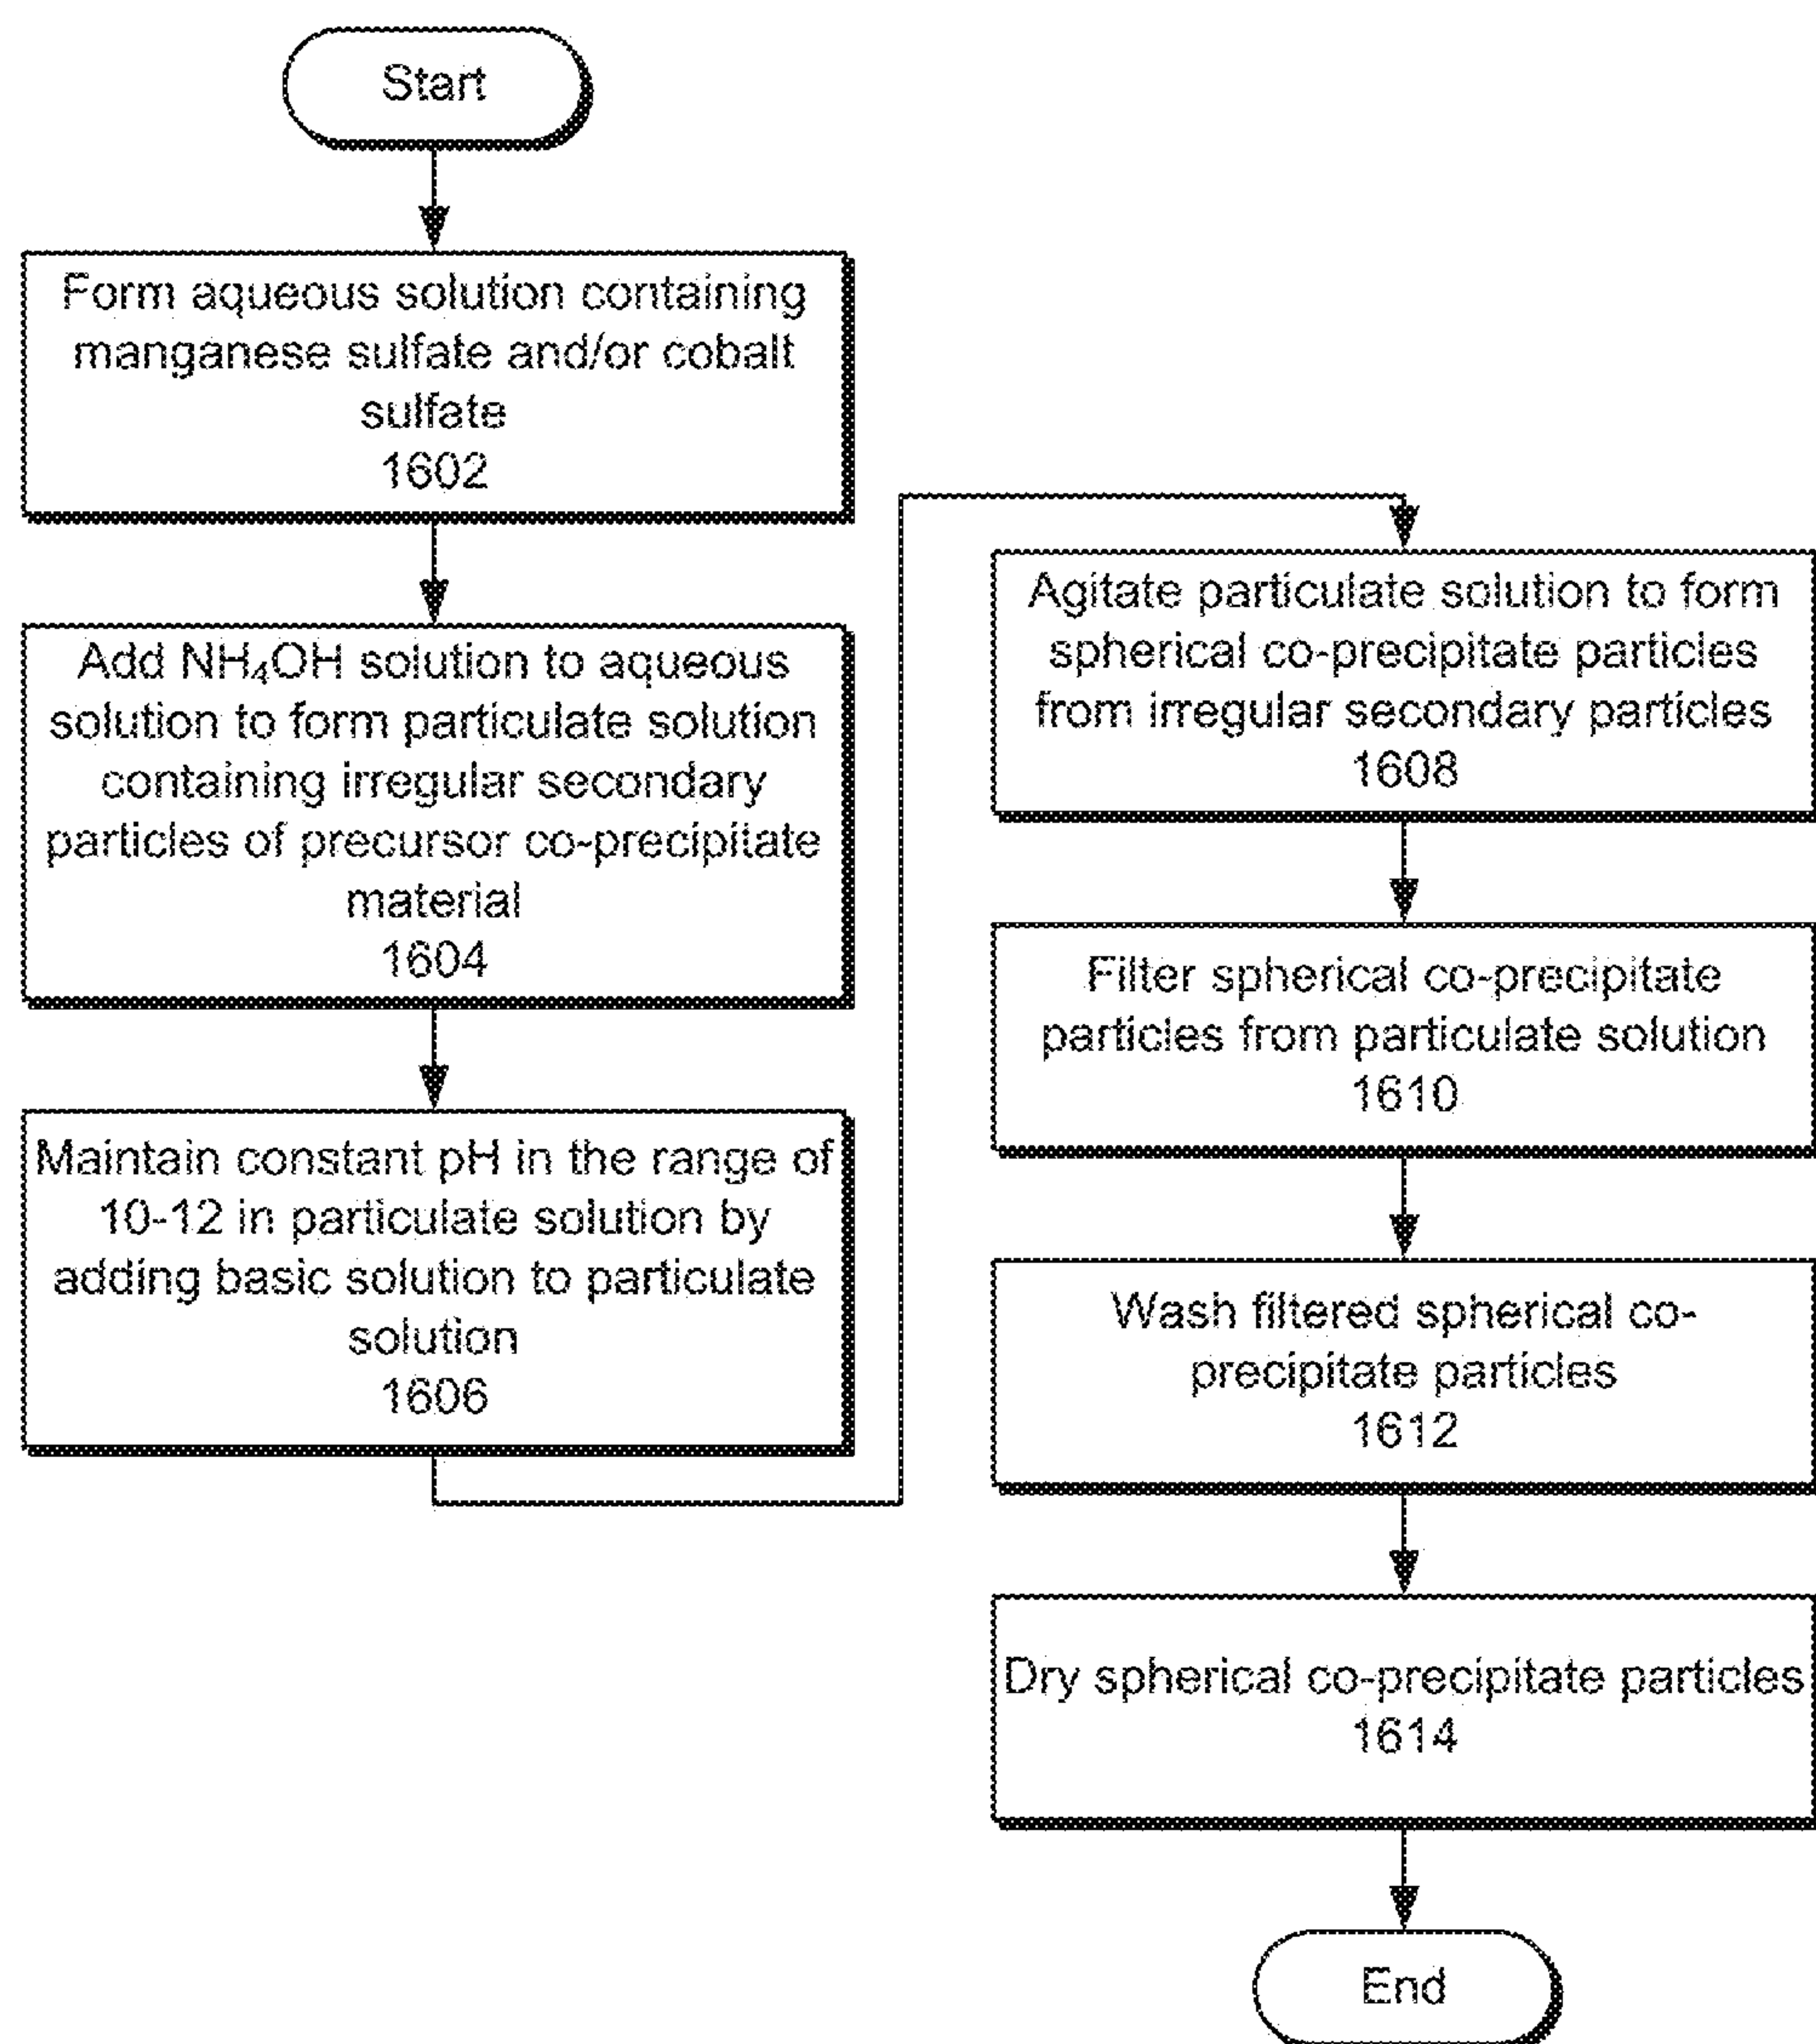 Start
Form aqueous solution containing
manganese sulfate and/or cobalt
sulfate
1602
Add NH₄OH solution to aqueous
solution to form particulate solution
containing irregular secondary
particles of precursor co-precipitate
material
1604
Maintain constant pH in the range of
10-12 in particulate solution by
adding basic solution to particulate
solution
1606
Agitate particulate solution to form
spherical co-precipitate particles
from irregular secondary particles
1608
Filter spherical co-precipitate
particles from particulate solution
1610
Wash filtered spherical co-
precipitate particles
1612
Dry spherical co-precipitate particles
1614
End